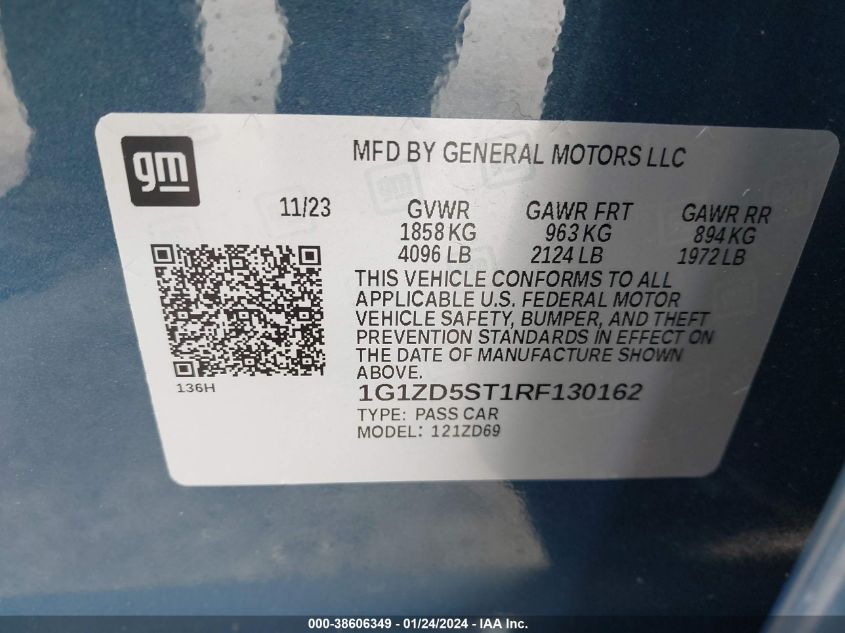 gm
MFD BY GENERAL MOTORS LLC
11/23
GVWR GAWR FRT GAWR RR
1858 KG 963 KG 894 KG
4096 LB 2124 LB 1972 LB
THIS VEHICLE CONFORMS TO ALL
APPLICABLE U.S. FEDERAL MOTOR
VEHICLE SAFETY, BUMPER, AND THEFT
PREVENTION STANDARDS IN EFFECT ON
THE DATE OF MANUFACTURE SHOWN
ABOVE.
136H
1G1ZD5ST1RF130162
TYPE: PASS CAR
MODEL: 121ZD69
000-38606349 - 01/24/2024 - IAA Inc.